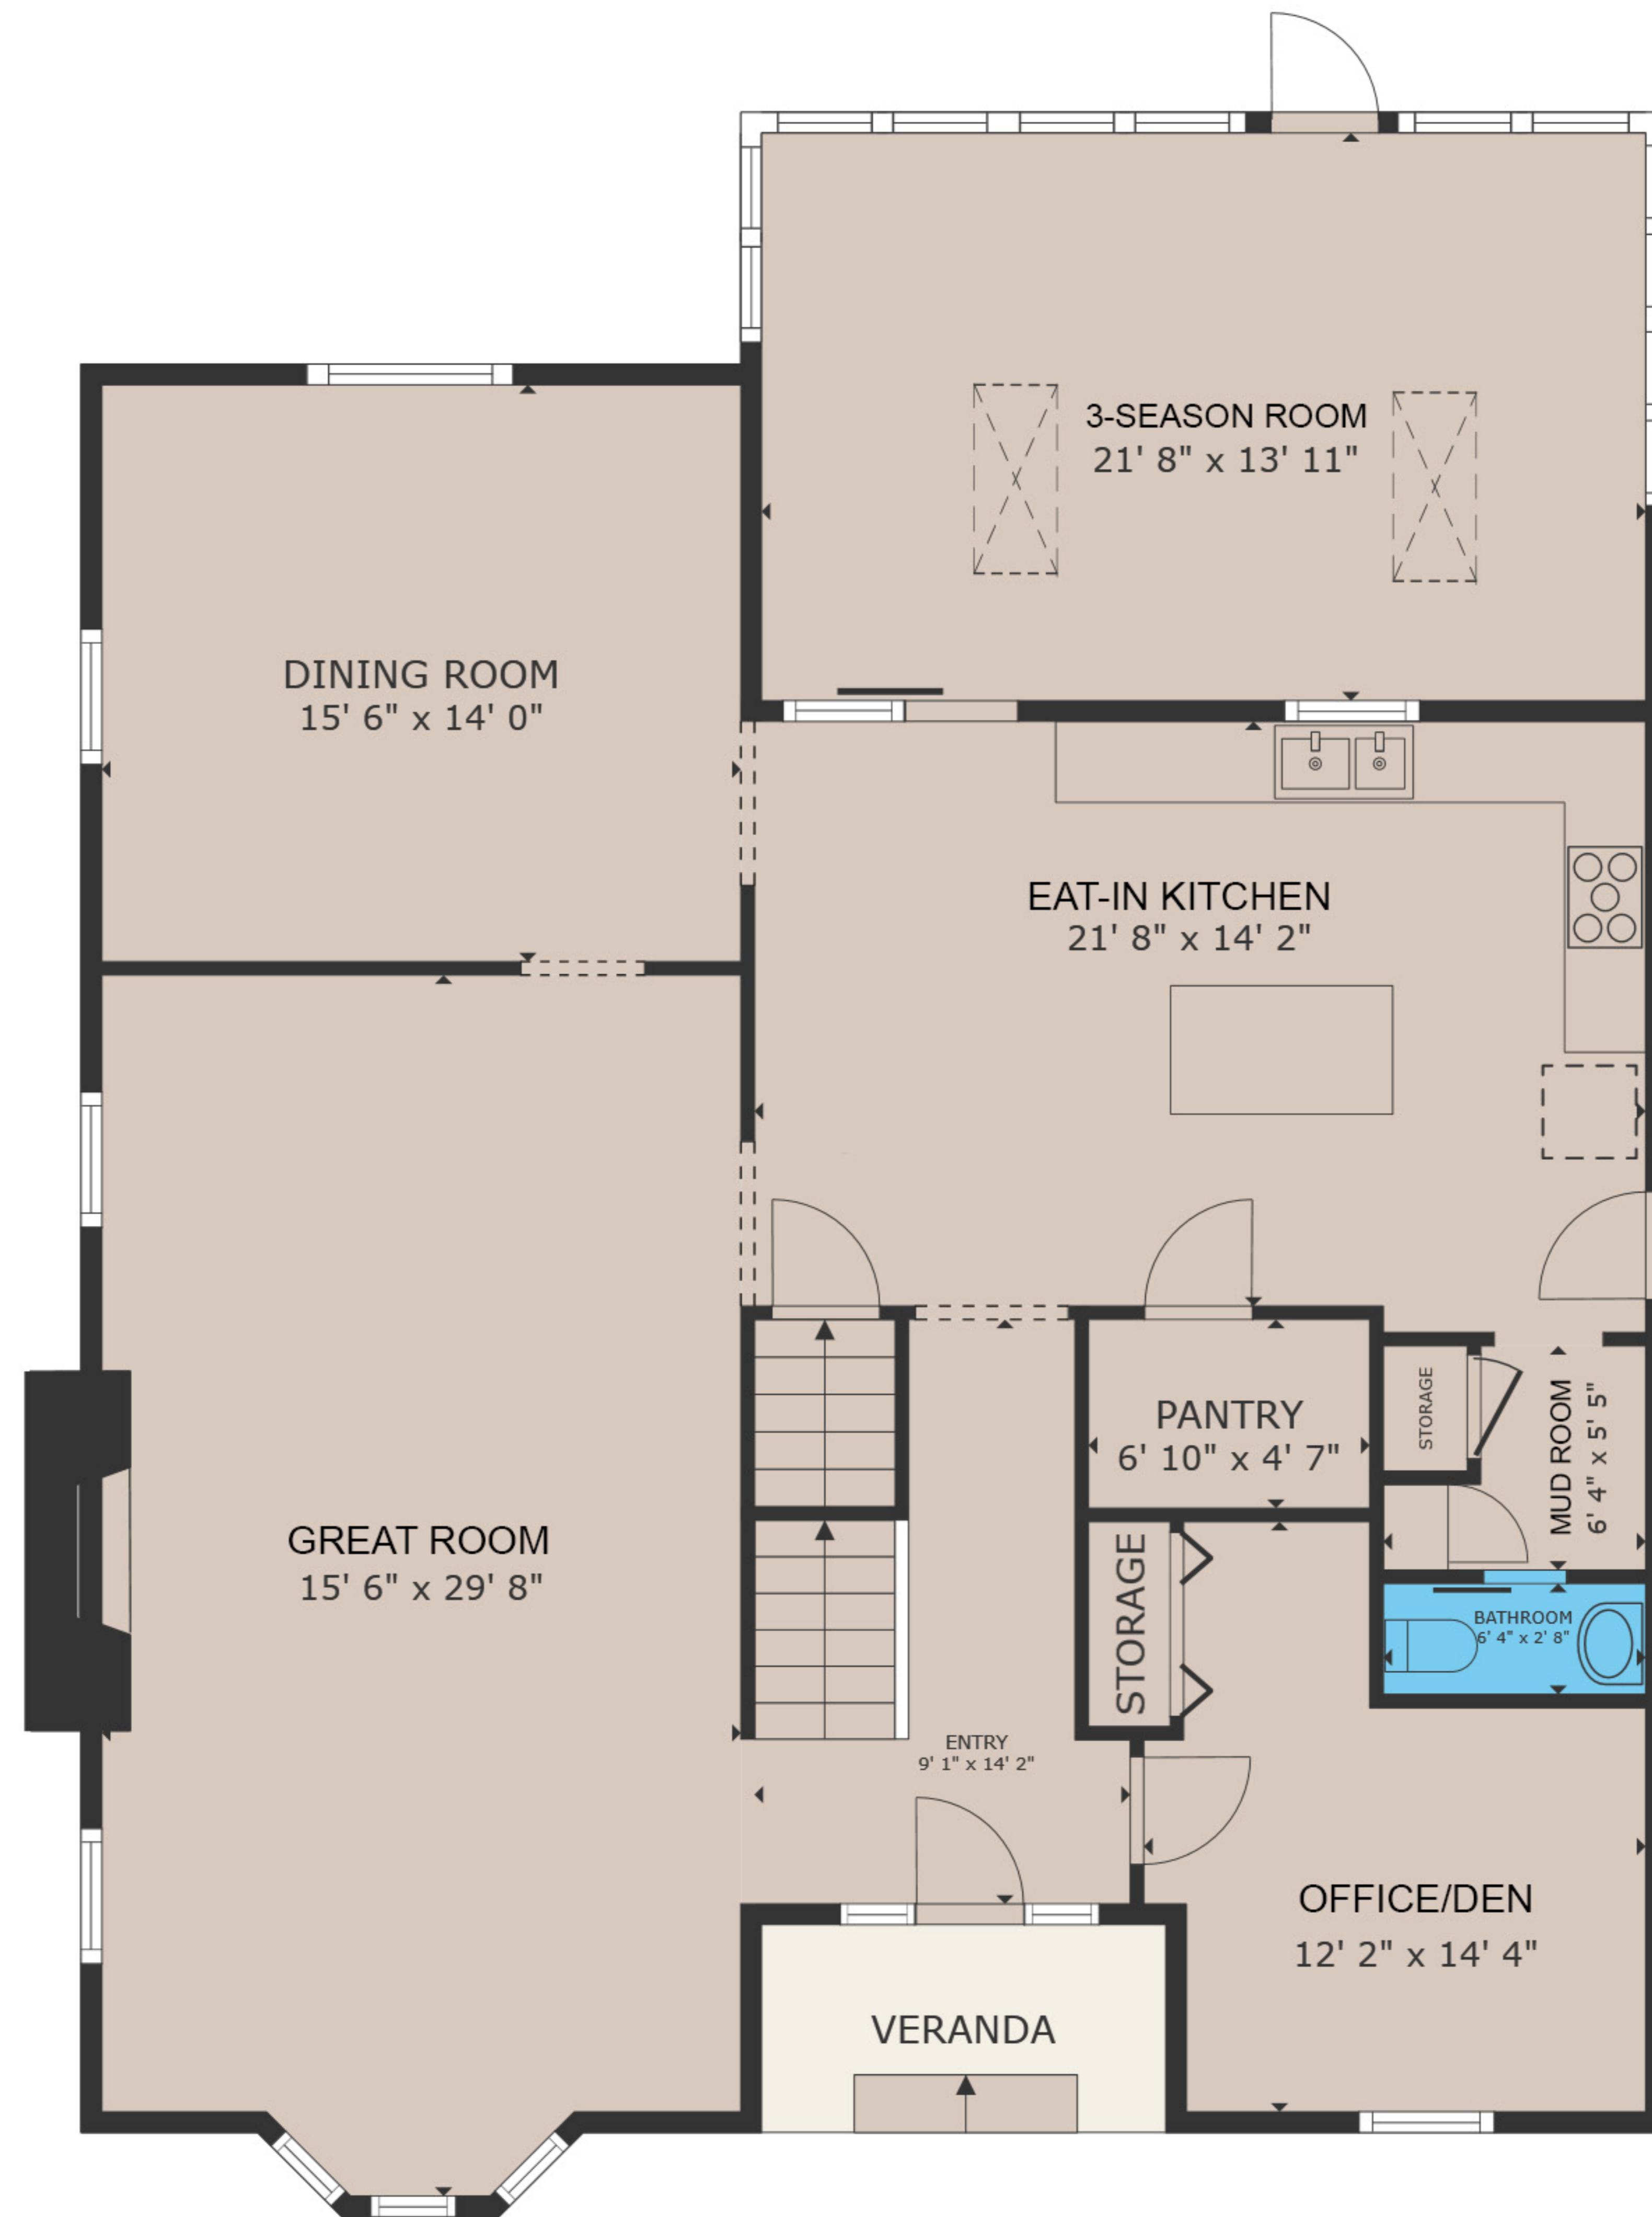 3-SEASON ROOM
21' 8" x 13' 11"
DINING ROOM
15' 6" x 14' 0"
EAT-IN KITCHEN
21' 8" x 14' 2"
STORAGE
MUD ROOM
6' 4" x 5' 5"
PANTRY
6' 10" x 4' 7"
GREAT ROOM
15' 6" x 29' 8"
STORAGE
BATHROOM
6' 4" x 2' 8"
ENTRY
9' 1" x 14' 2"
OFFICE/DEN
12' 2" x 14' 4"
VERANDA